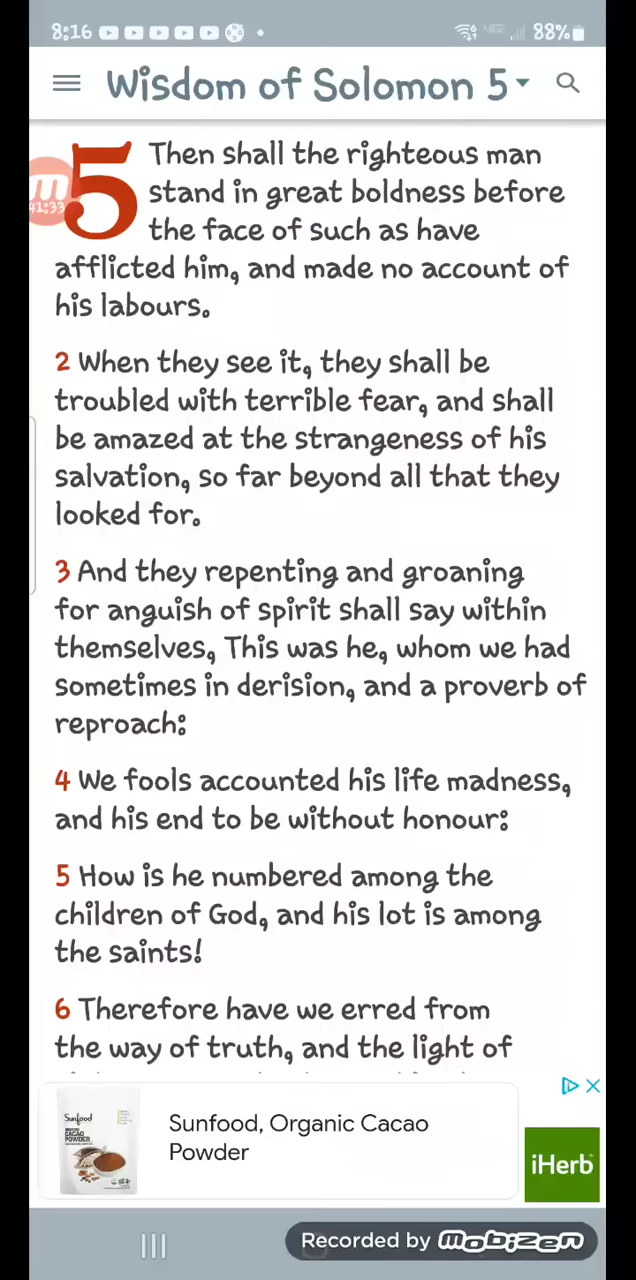 8:16 88%
Wisdom of Solomon 5
41:33
5 Then shall the righteous man
stand in great boldness before
the face of such as have
afflicted him, and made no account of
his labours.
2 When they see it, they shall be
troubled with terrible fear, and shall
be amazed at the strangeness of his
salvation, so far beyond all that they
looked for.
3 And they repenting and groaning
for anguish of spirit shall say within
themselves, This was he, whom we had
sometimes in derision, and a proverb of
reproach:
4 We fools accounted his life madness,
and his end to be without honour:
5 How is he numbered among the
children of God, and his lot is among
the saints!
6 Therefore have we erred from
the way of truth, and the light of
Sunfood
CACAO
POWDER
Sunfood, Organic Cacao
Powder
iHerb
Recorded by mobizen